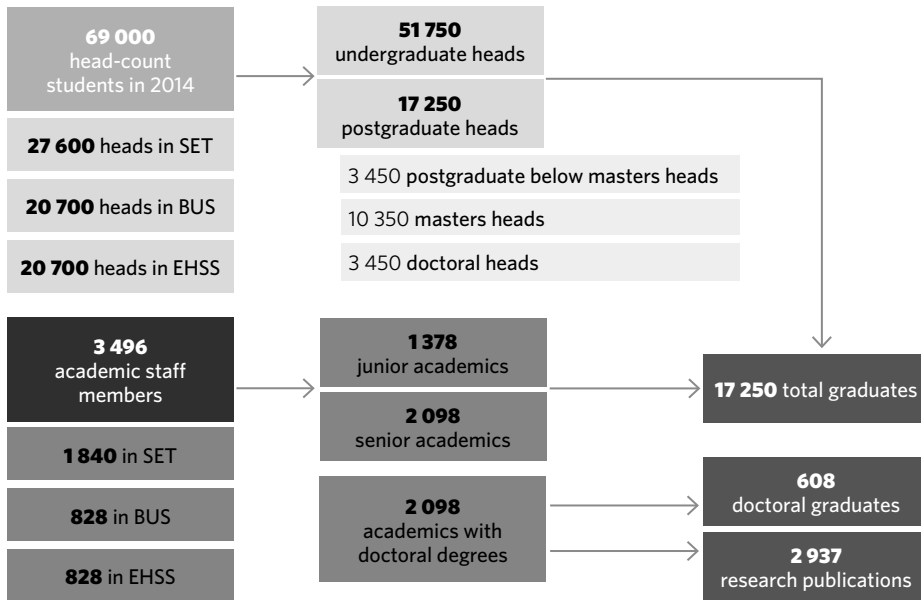 69 000
head-count
students in 2014
27 600 heads in SET
20 700 heads in BUS
20 700 heads in EHSS
51 750
undergraduate heads
17 250
postgraduate heads
3 450 postgraduate below masters heads
10 350 masters heads
3 450 doctoral heads
3 496
academic staff
members
1 840 in SET
828 in BUS
828 in EHSS
1 378
junior academics
2 098
senior academics
2 098
academics with
doctoral degrees
17 250 total graduates
608
doctoral graduates
2 937
research publications